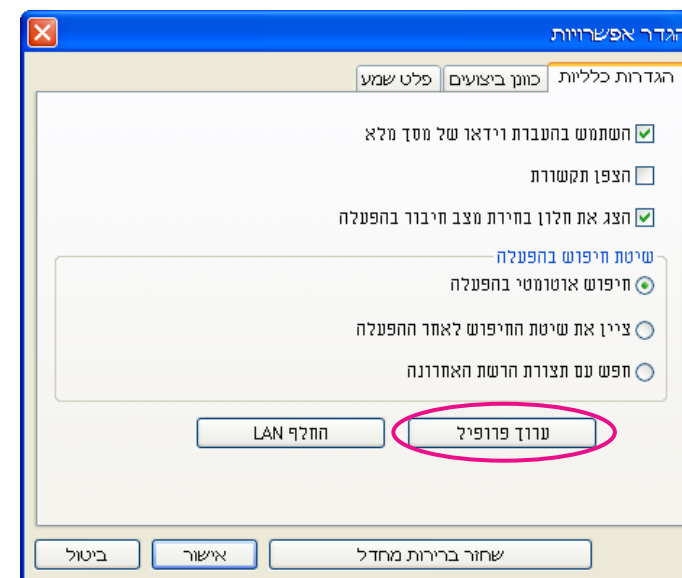 הגדר אפשרויות
הגדרות כלליות כוונן ביצועים פלט שמע
השתמש בהעברת וידאו של מסך מלא
הצפן תקשורת
הצג את חלון בחירת מצב חיבור בהפעלה
שיטת חיפוש בהפעלה
חיפוש אוטומטי בהפעלה
ציין את שיטת החיפוש לאחר ההפעלה
חפש עם תצורת הרשת האחרונה
ערוך פרופיל החלף LAN
שחזר ברירות מחדל אישור ביטול